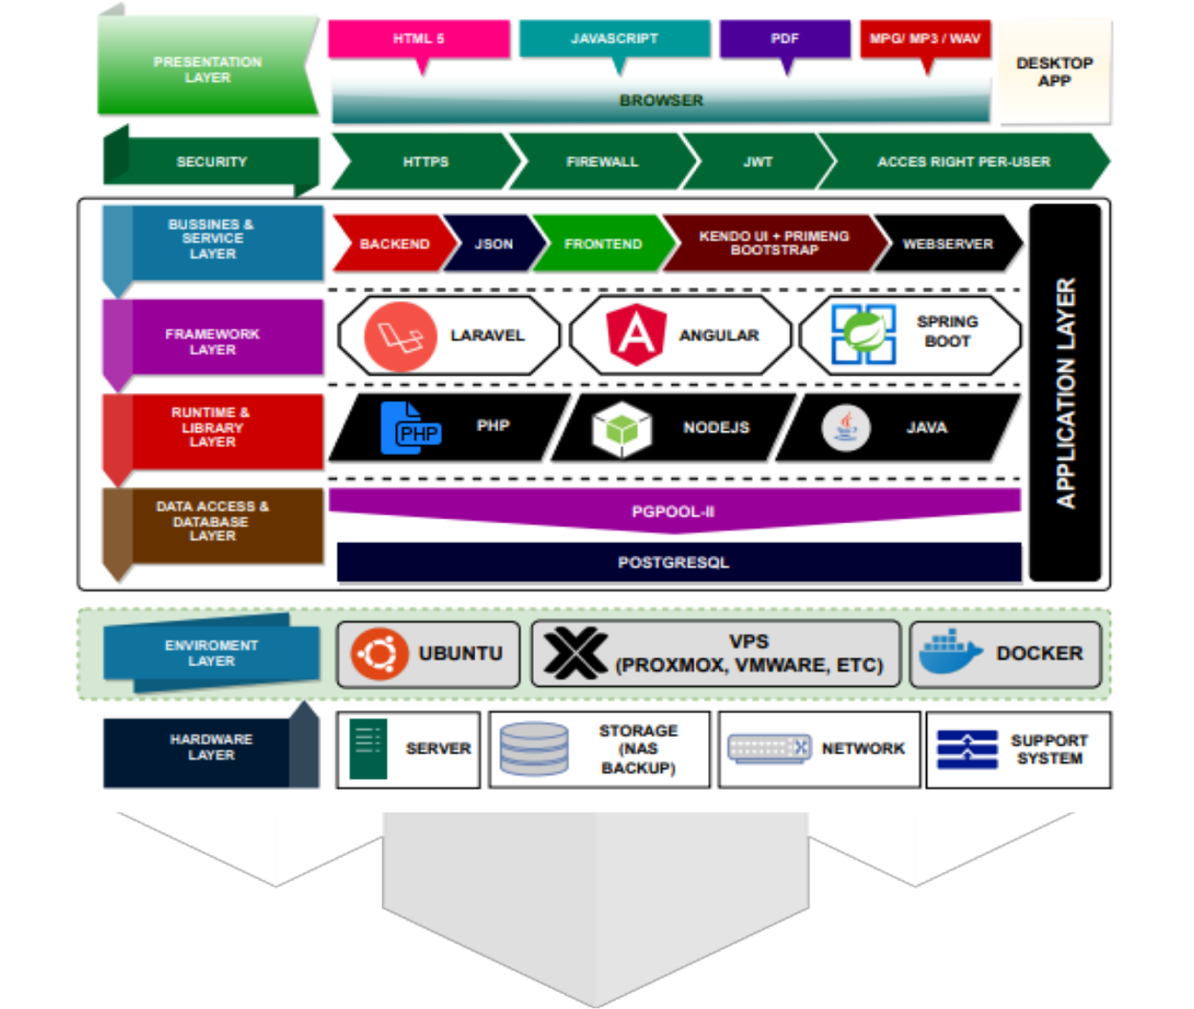 PRESENTATION
LAYER
HTML 5
JAVASCRIPT
PDF
MPG/ MP3 / WAV
BROWSER
DESKTOP
APP
SECURITY
HTTPS
FIREWALL
JWT
ACCES RIGHT PER-USER
BUSSINES &
SERVICE
LAYER
BACKEND
JSON
FRONTEND
KENDO UI + PRIMENG
BOOTSTRAP
WEBSERVER
FRAMEWORK
LAYER
LARAVEL
ANGULAR
SPRING
BOOT
RUNTIME &
LIBRARY
LAYER
PHP
PHP
NODEJS
JAVA
DATA ACCESS &
DATABASE
LAYER
PGPOOL-II
POSTGRESQL
APPLICATION LAYER
ENVIROMENT
LAYER
UBUNTU
VPS
(PROXMOX, VMWARE, ETC)
DOCKER
HARDWARE
LAYER
SERVER
STORAGE
(NAS
BACKUP)
NETWORK
SUPPORT
SYSTEM